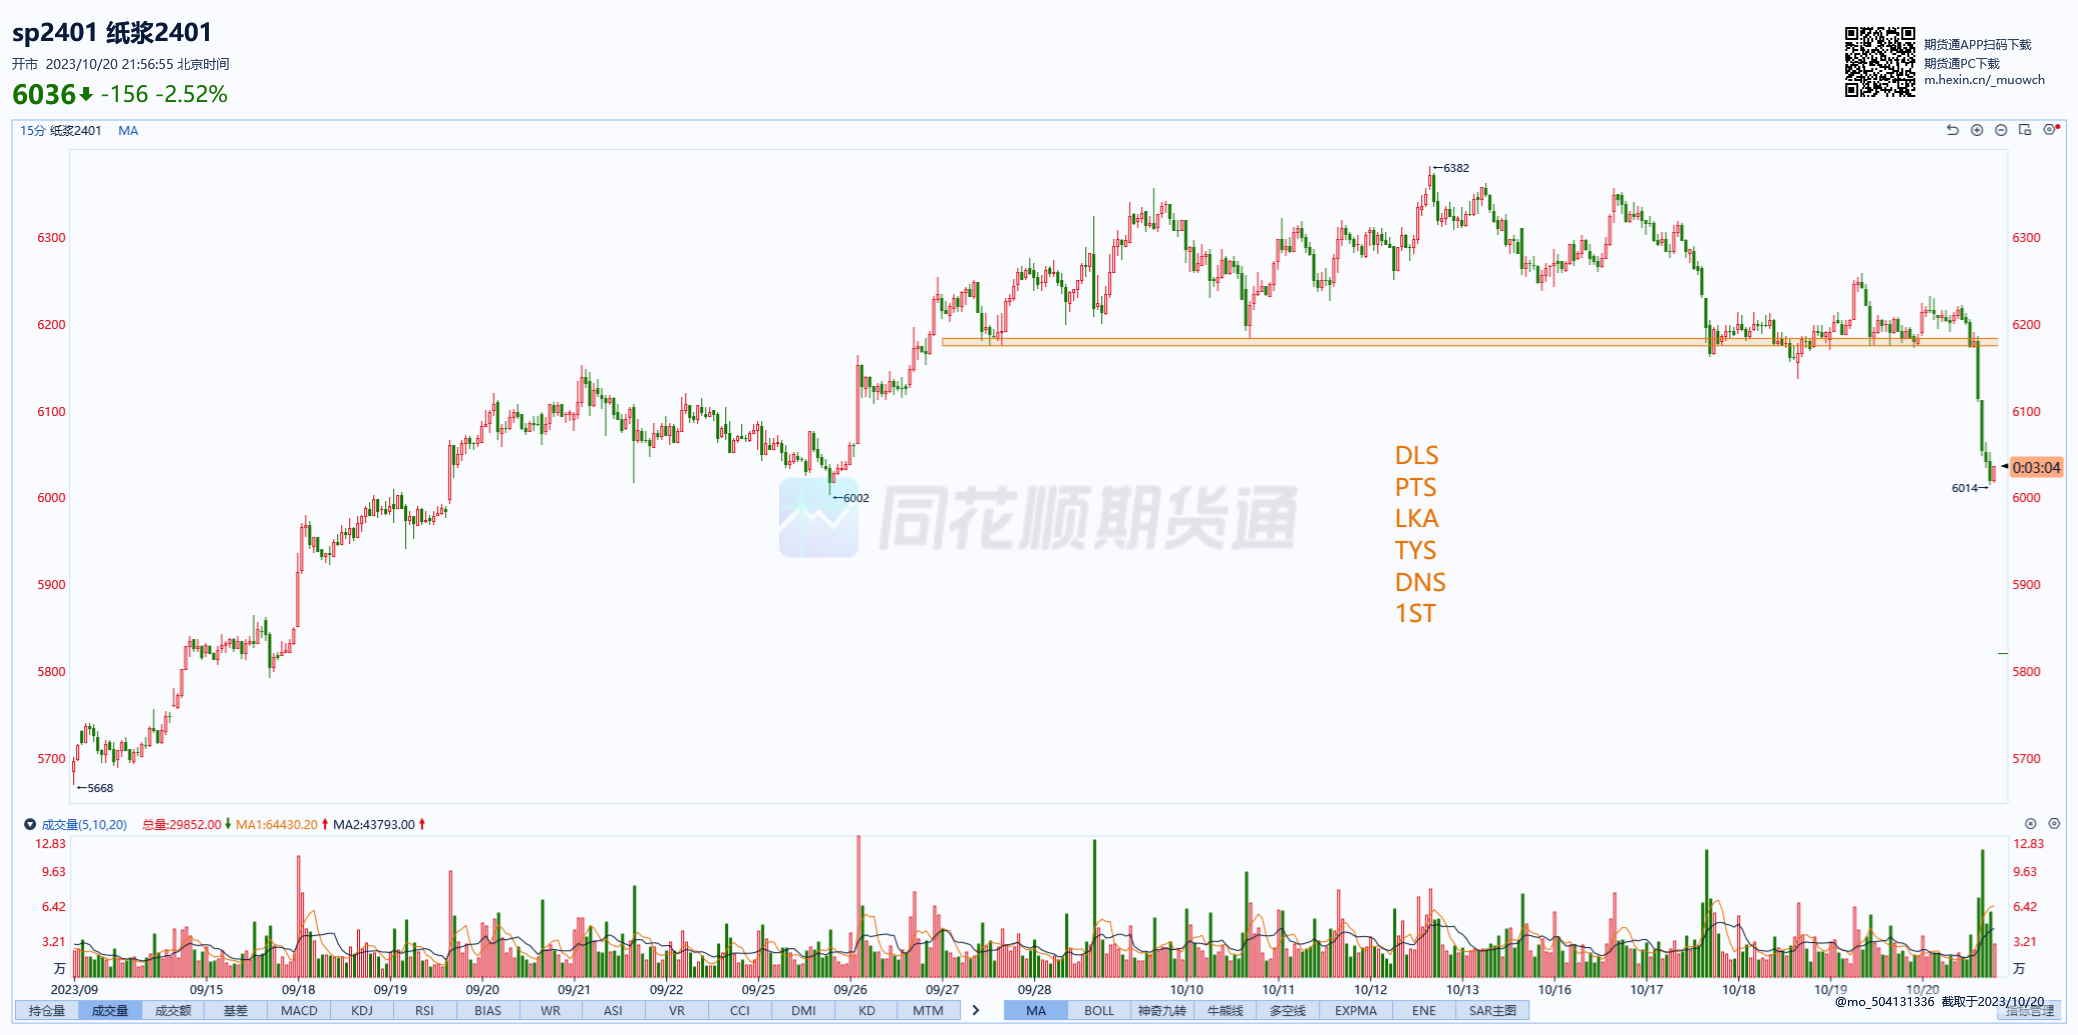 sp2401 纸浆2401
开市 2023/10/20 21:56:55 北京时间
6036 -156 -2.52%
期货通APP扫码下载
期货通PC下载
m.hexin.cn/_muowch
15分 纸浆2401 MA
←6382
6300 6300
6200 6200
6100 6100
DLS
PTS
LKA
TYS
DNS
1ST
0:03:04
6014→
←6002
6000 6000
同花顺期货通
5900 5900
5800 5800
5700 5700
←5668
成交量(5,10,20) 总量:29852.00 MA1:64430.20 MA2:43793.00
12.83 12.83
9.63 9.63
6.42 6.42
3.21 3.21
万 万
2023/09 09/15 09/18 09/19 09/20 09/21 09/22 09/25 09/26 09/27 09/28 10/10 10/11 10/12 10/13 10/16 10/17 10/18 10/19 10/20
@mo_504131336 截取于2023/10/20
持仓量 成交量 成交额 基差 MACD KDJ RSI BIAS WR ASI VR CCI DMI KD MTM MA BOLL 神奇九转 牛熊线 多空线 EXPMA ENE SAR主图 指标管理